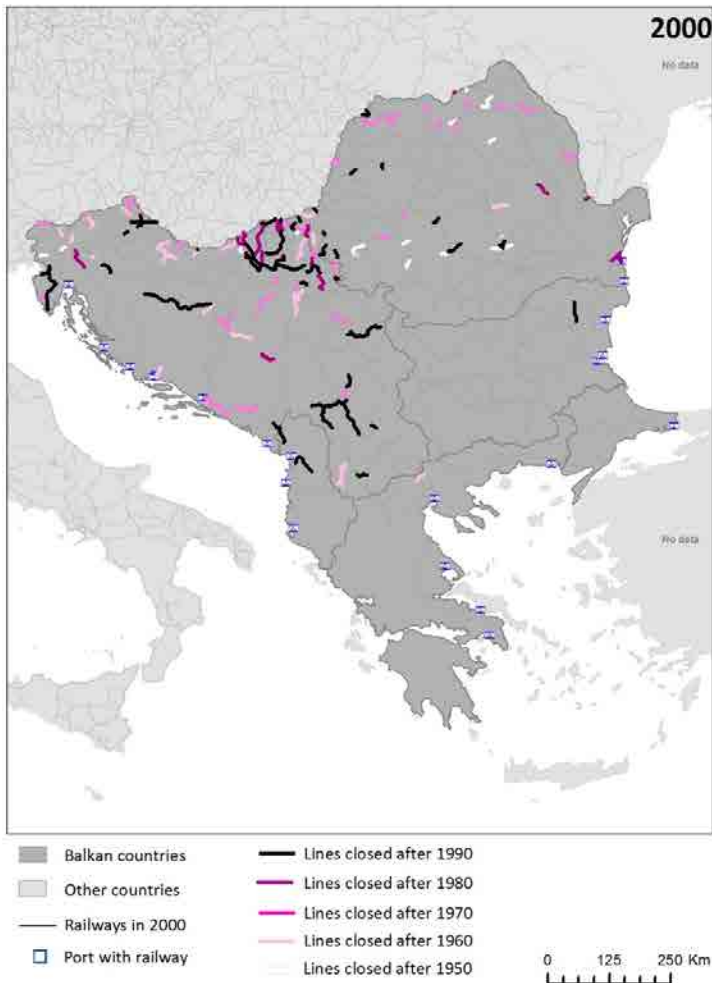 2000
No data
No data
Balkan countries
Other countries
Railways in 2000
Port with railway
Lines closed after 1990
Lines closed after 1980
Lines closed after 1970
Lines closed after 1960
Lines closed after 1950
0 125 250 Km